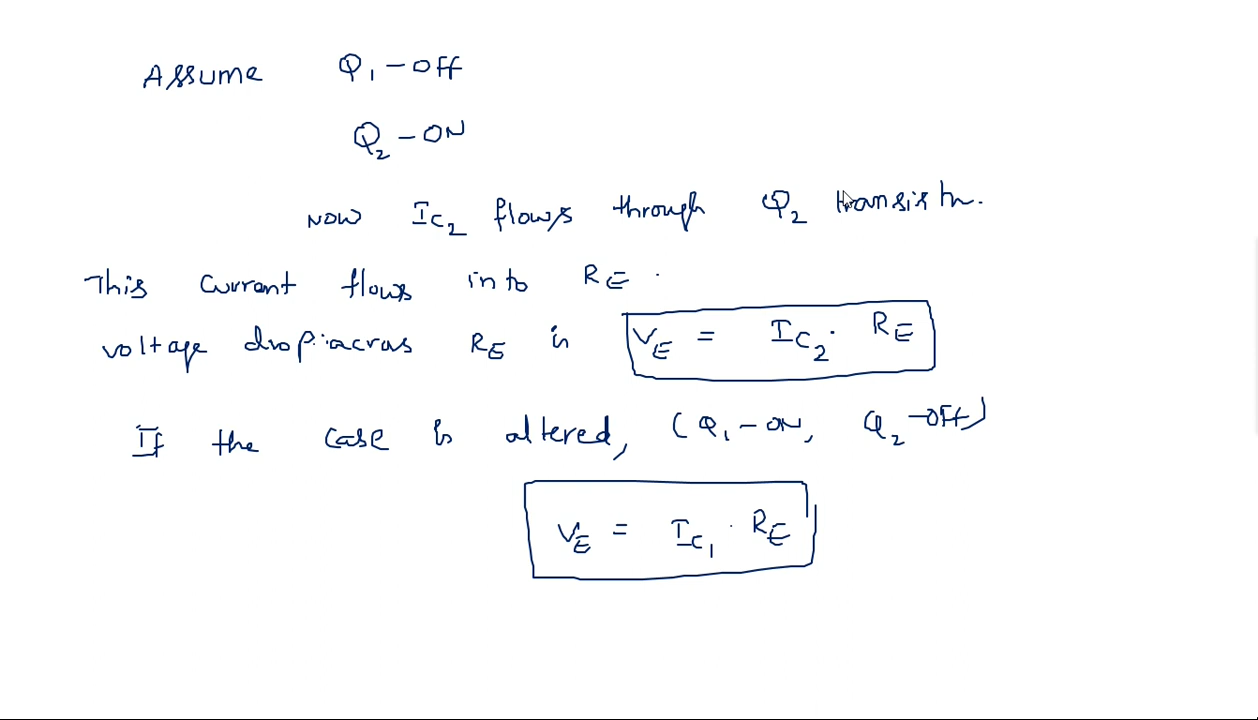 Assume Q1 - OFF
Q2 - ON
Now IC2 flows through Q2 transistr.
This current flows into RE.
voltage drop across RE is VE = IC2 . RE
If the case is altered, (Q1 - ON, Q2 - OFF)
VE = IC1 . RE